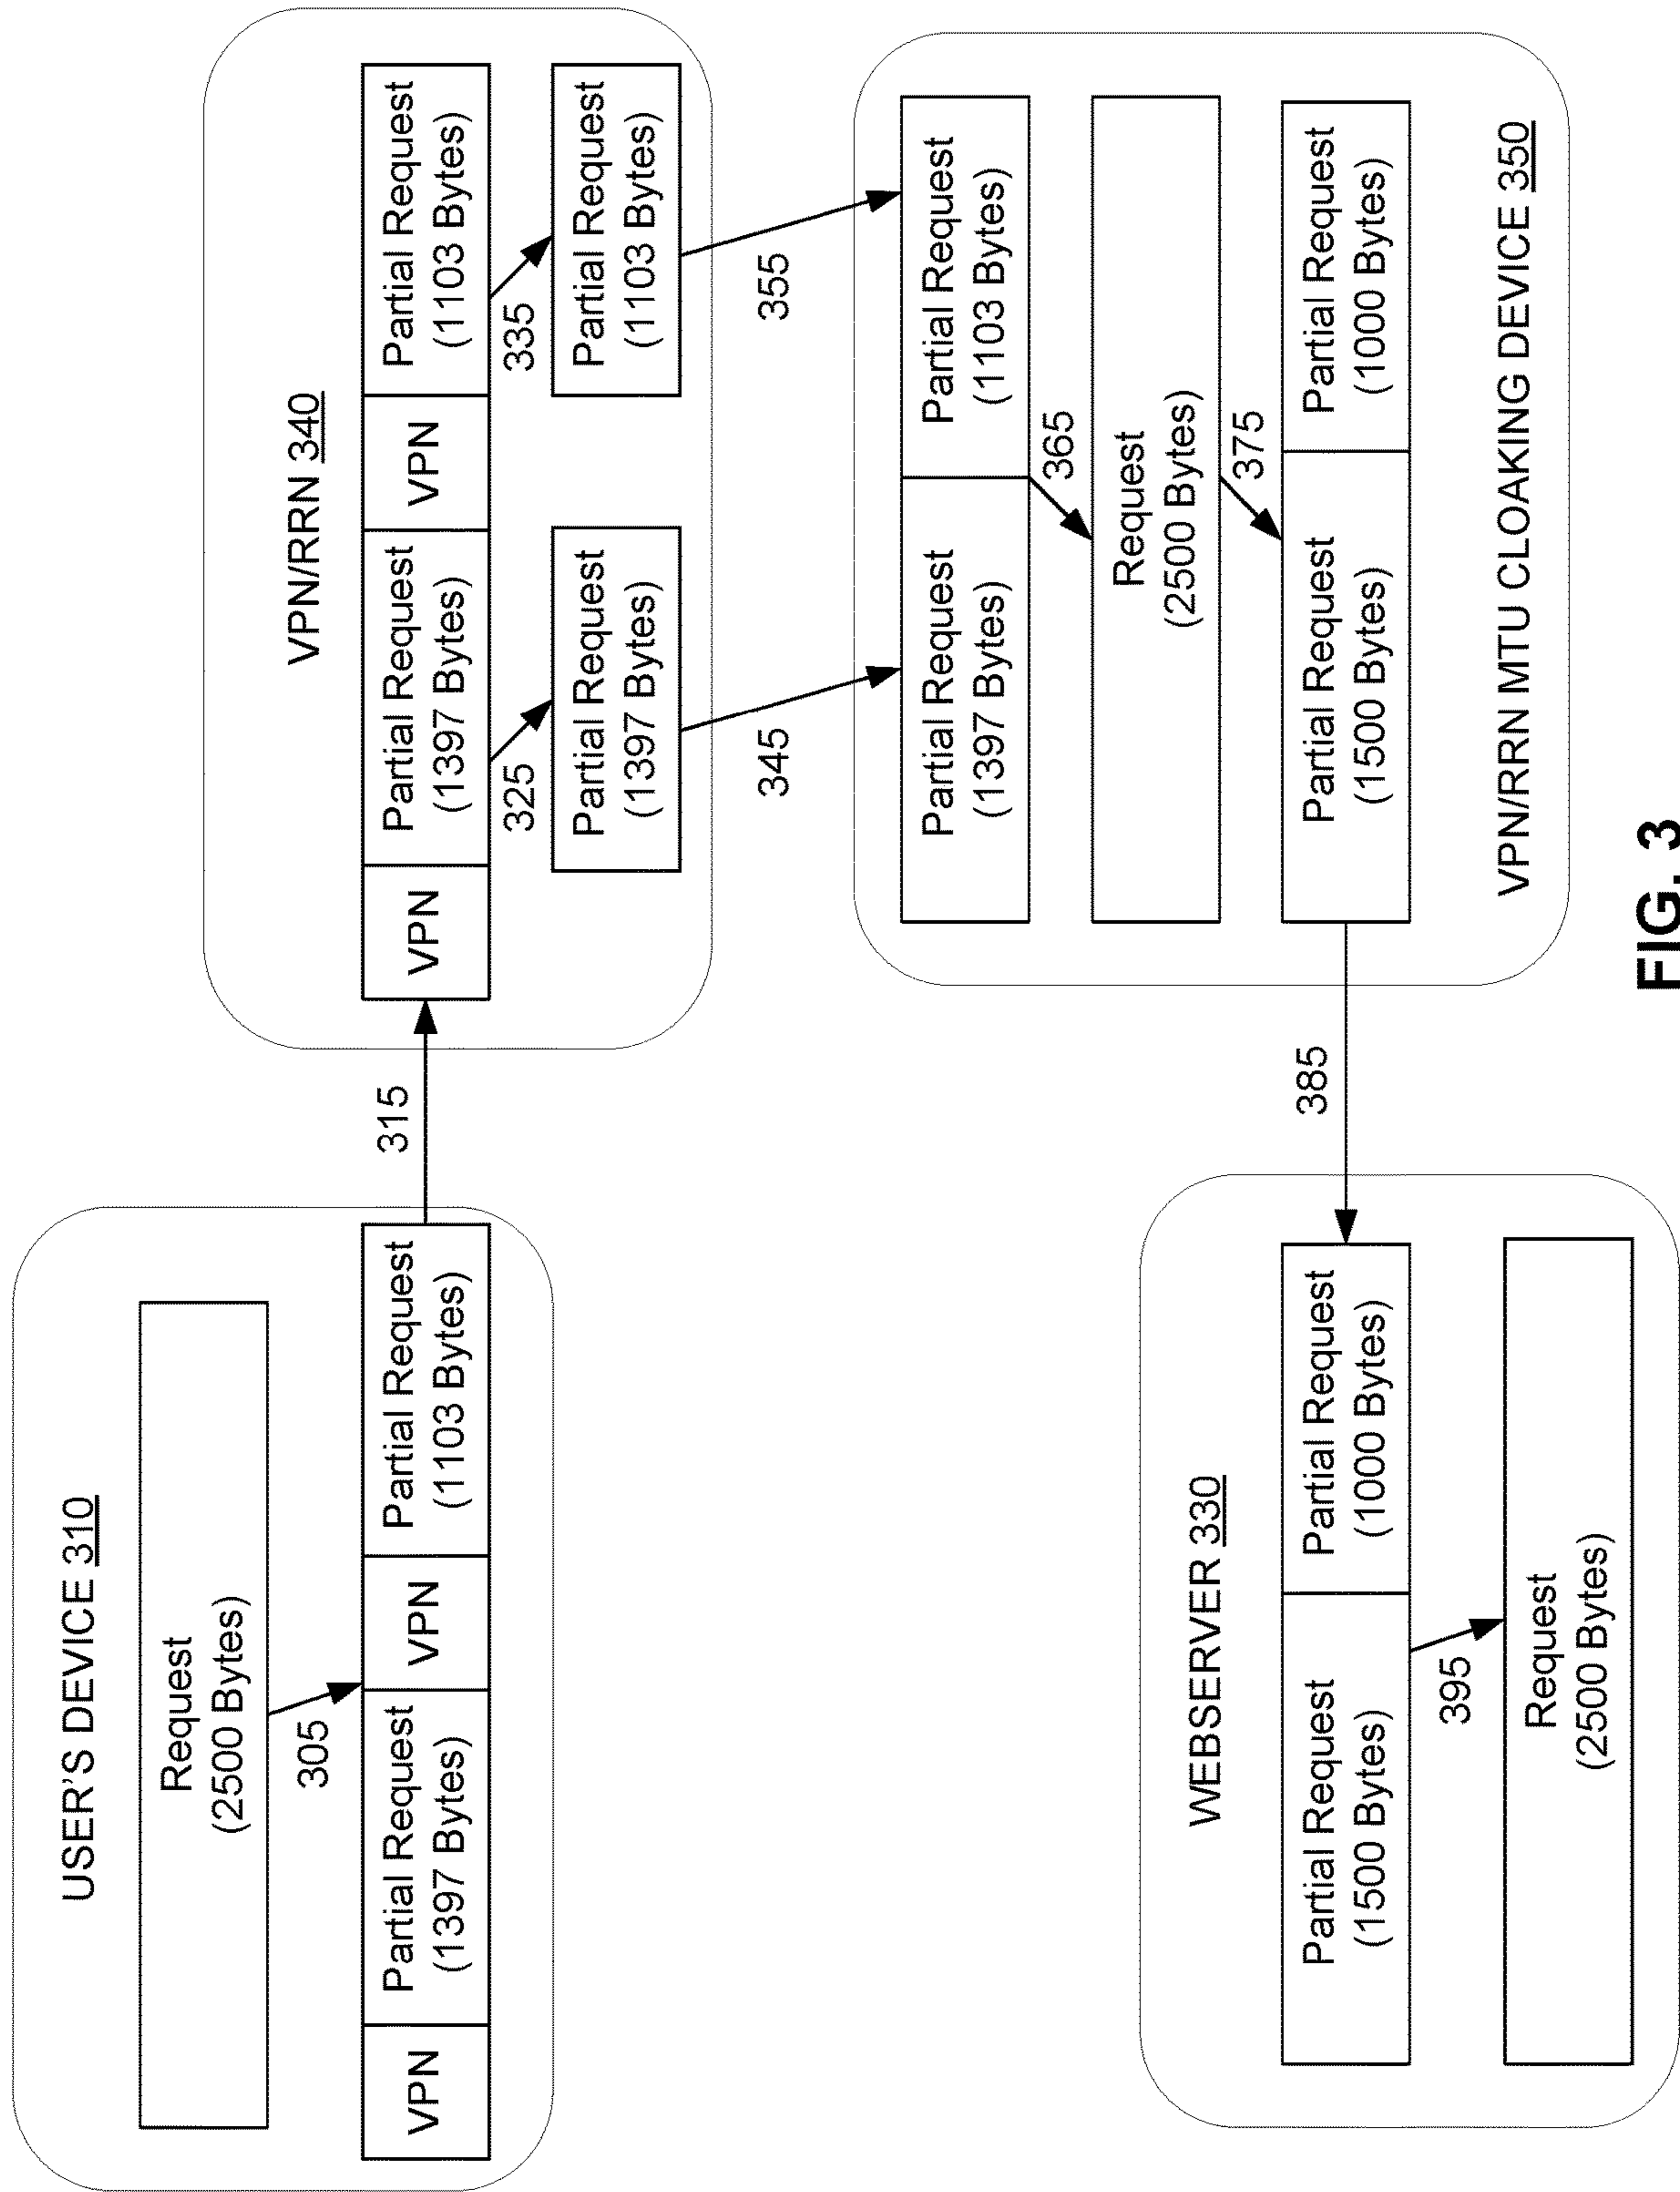 USER'S DEVICE 310
Request
(2500 Bytes)
305
VPN
Partial Request
(1397 Bytes)
VPN
Partial Request
(1103 Bytes)
315
VPN/RRN 340
VPN
Partial Request
(1397 Bytes)
VPN
Partial Request
(1103 Bytes)
325
335
Partial Request
(1397 Bytes)
Partial Request
(1103 Bytes)
345
355
Partial Request
(1397 Bytes)
Partial Request
(1103 Bytes)
365
Request
(2500 Bytes)
375
Partial Request
(1500 Bytes)
Partial Request
(1000 Bytes)
VPN/RRN MTU CLOAKING DEVICE 350
385
WEBSERVER 330
Partial Request
(1500 Bytes)
Partial Request
(1000 Bytes)
395
Request
(2500 Bytes)
FIG. 3